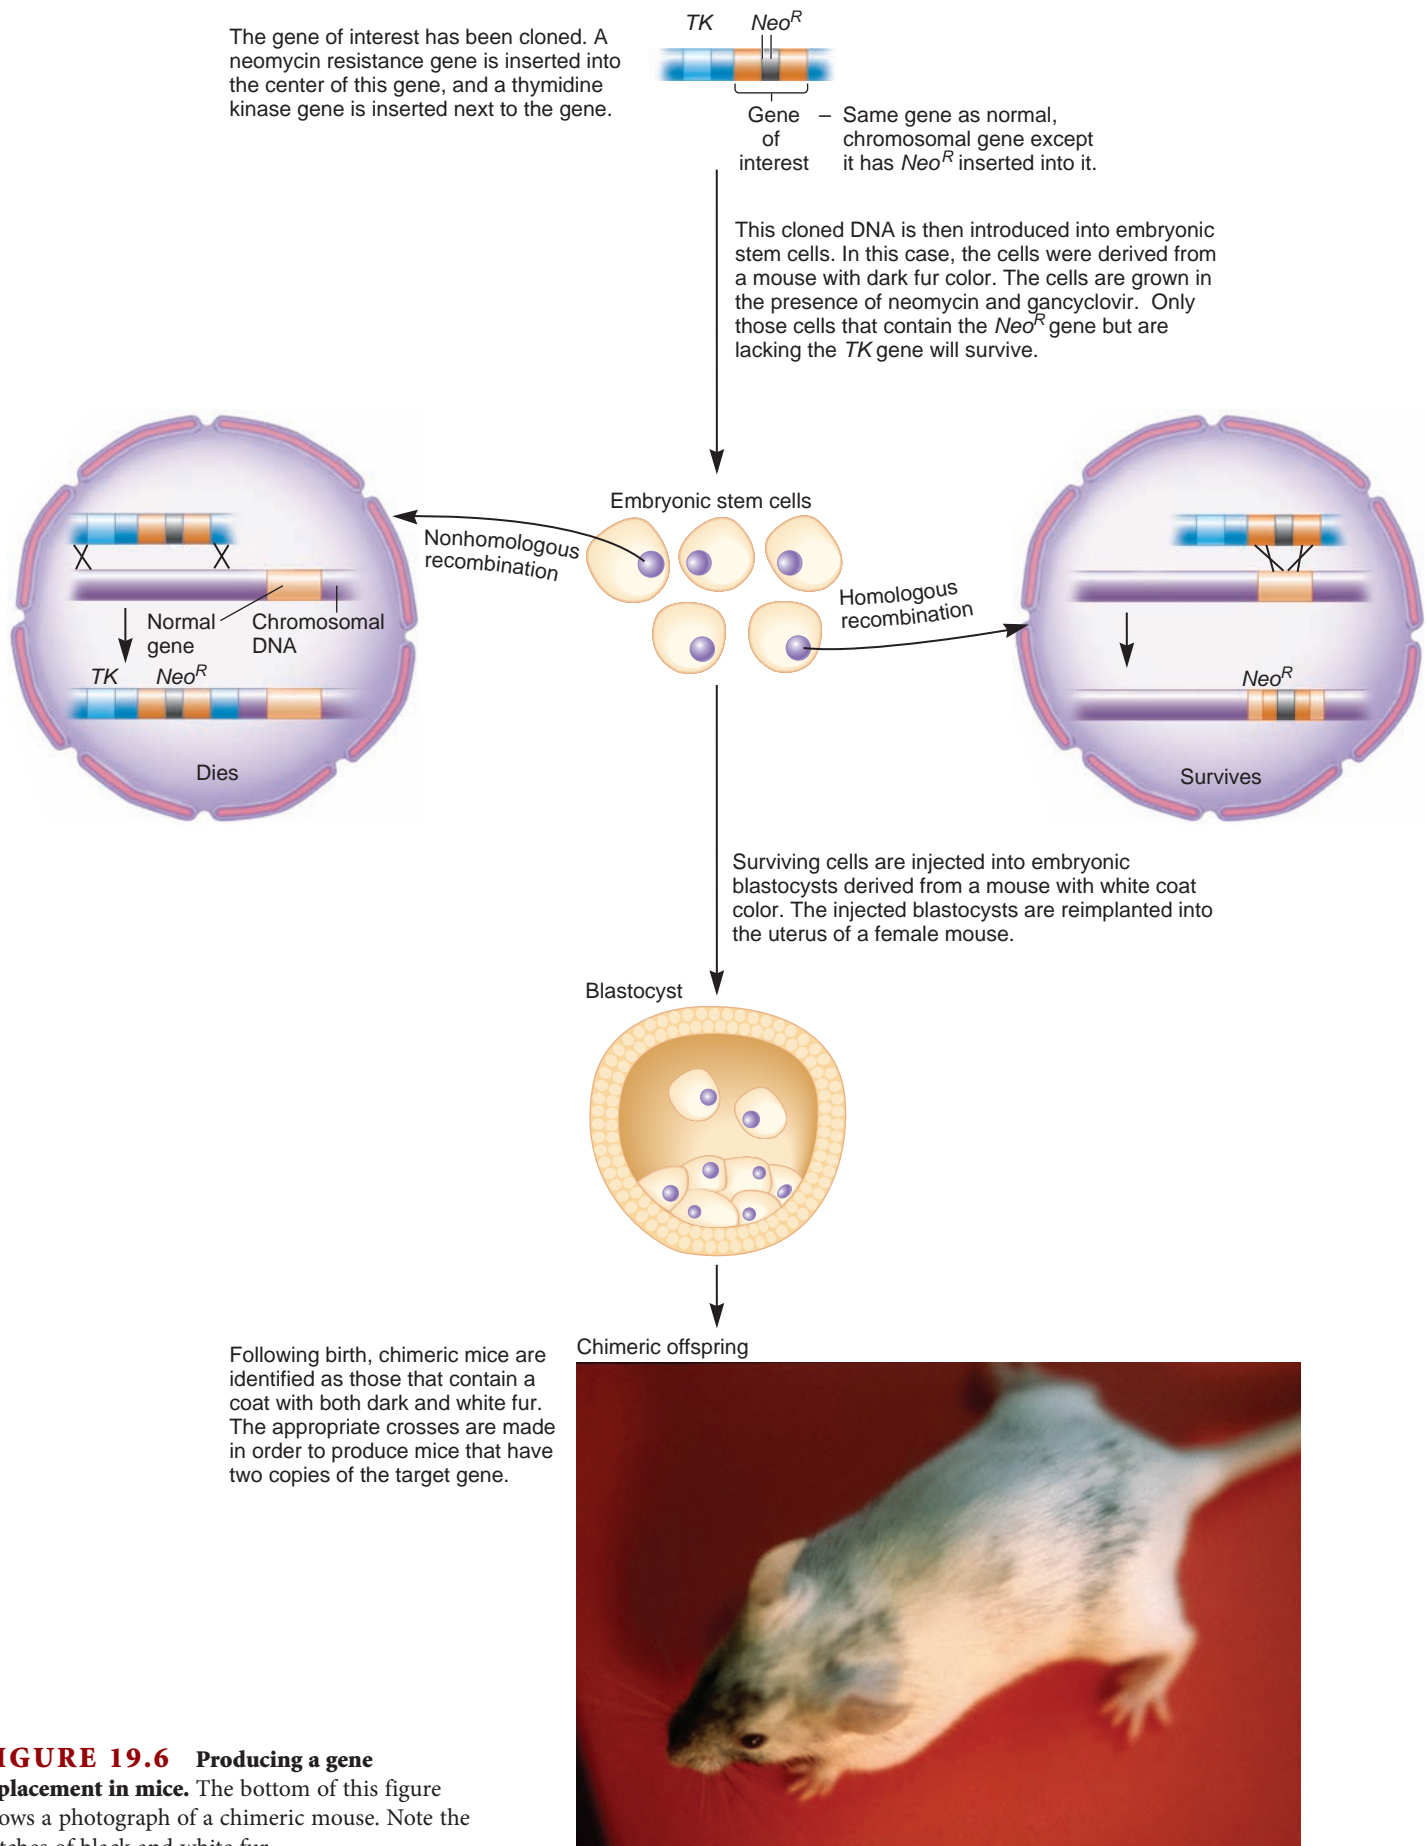 The gene of interest has been cloned. A
neomycin resistance gene is inserted into
the center of this gene, and a thymidine
kinase gene is inserted next to the gene.
TK Neo^R
Gene
of
interest
– Same gene as normal,
chromosomal gene except
it has Neo^R inserted into it.
This cloned DNA is then introduced into embryonic
stem cells. In this case, the cells were derived from
a mouse with dark fur color. The cells are grown in
the presence of neomycin and gancyclovir. Only
those cells that contain the Neo^R gene but are
lacking the TK gene will survive.
Embryonic stem cells
Nonhomologous
recombination
Homologous
recombination
Normal
gene
Chromosomal
DNA
TK Neo^R
Dies
Neo^R
Survives
Surviving cells are injected into embryonic
blastocysts derived from a mouse with white coat
color. The injected blastocysts are reimplanted into
the uterus of a female mouse.
Blastocyst
Chimeric offspring
Following birth, chimeric mice are
identified as those that contain a
coat with both dark and white fur.
The appropriate crosses are made
in order to produce mice that have
two copies of the target gene.
IGURE 19.6 Producing a gene
placement in mice. The bottom of this figure
ows a photograph of a chimeric mouse. Note the